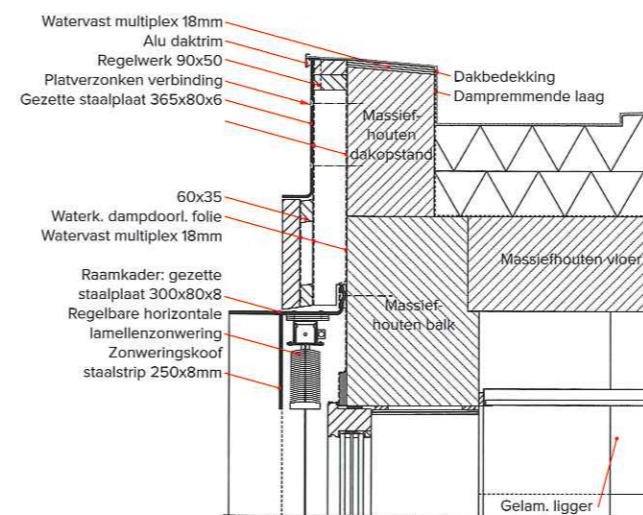 Watervast multiplex 18mm
Alu daktrim
Regelwerk 90x50
Platverzonken verbinding
Gezette staalplaat 365x80x6
Dakbedekking
Dampremmende laag
Massief-
houten
dakopstand
60x35
Waterk. dampdoorl. folie
Watervast multiplex 18mm
Massiefhouten vloer
Raamkader: gezette
staalplaat 300x80x8
Regelbare horizontale
lamellenzonwering
Zonweringskoof
staalstrip 250x8mm
Massief-
houten balk
Gelam. ligger